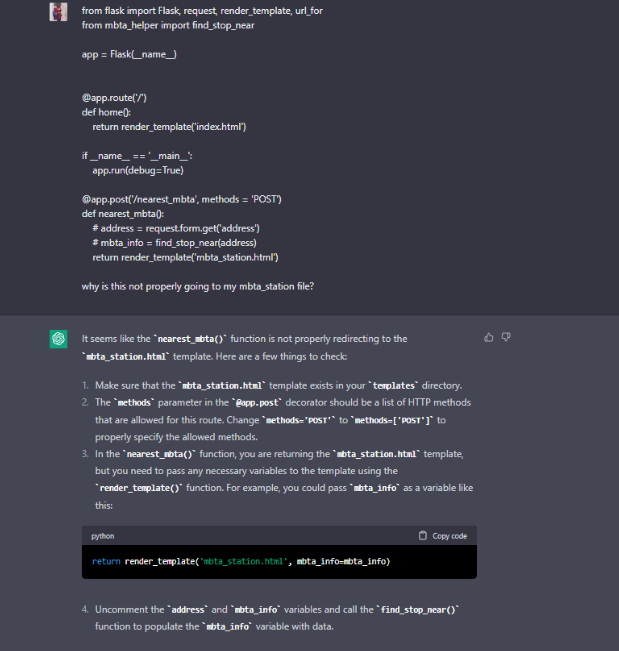 from flask import Flask, request, render_template, url_for
from mbta_helper import find_stop_near
app = Flask(__name__)
@app.route('/')
def home():
return render_template('index.html')
if __name__ == '__main__':
app.run(debug=True)
@app.post('/nearest_mbta', methods = 'POST')
def nearest_mbta():
# address = request.form.get('address')
# mbta_info = find_stop_near(address)
return render_template('mbta_station.html')
why is this not properly going to my mbta_station file?
It seems like the `nearest_mbta()` function is not properly redirecting to the
`mbta_station.html` template. Here are a few things to check:
1. Make sure that the `mbta_station.html` template exists in your `templates` directory.
2. The `methods` parameter in the `@app.post` decorator should be a list of HTTP methods
that are allowed for this route. Change `methods='POST'` to `methods=['POST']` to
properly specify the allowed methods.
3. In the `nearest_mbta()` function, you are returning the `mbta_station.html` template,
but you need to pass any necessary variables to the template using the
`render_template()` function. For example, you could pass `mbta_info` as a variable like
this:
python Copy code
return render_template('mbta_station.html', mbta_info=mbta_info)
4. Uncomment the `address` and `mbta_info` variables and call the `find_stop_near()`
function to populate the `mbta_info` variable with data.